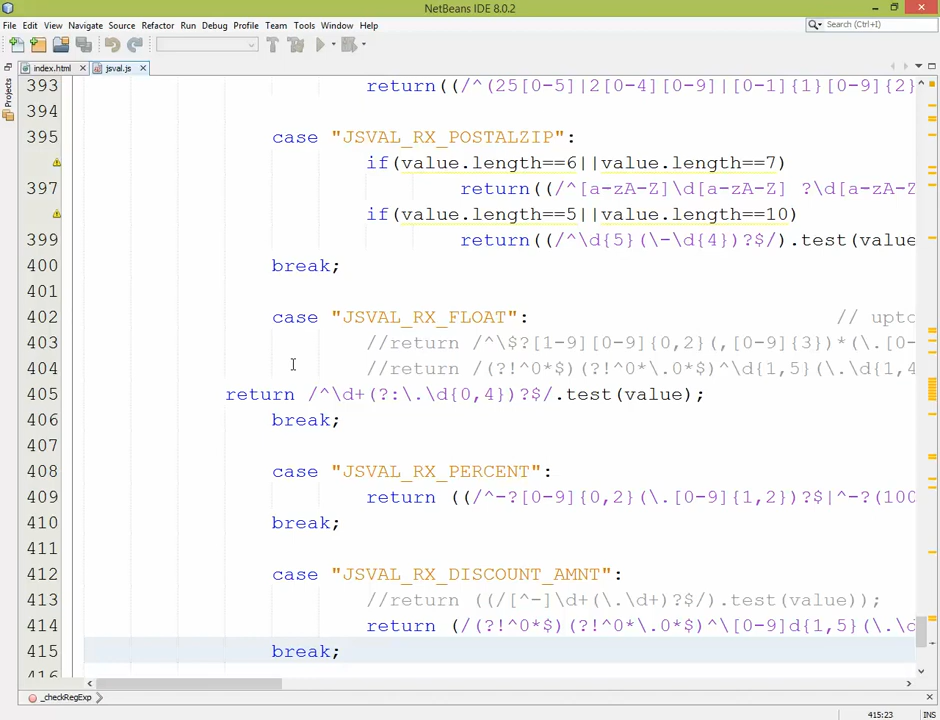 NetBeans IDE 8.0.2
File Edit View Navigate Source Refactor Run Debug Profile Team Tools Window Help
Search (Ctrl+I)
index.html jsval.js
Projects
393 return((/^(25[0-5]|2[0-4][0-9]|[0-1]{1}[0-9]{2}
394
395 case "JSVAL_RX_POSTALZIP":
if(value.length==6||value.length==7)
397 return((/^[a-zA-Z]\d[a-zA-Z] ?\d[a-zA-Z
if(value.length==5||value.length==10)
399 return((/^\d{5}(\-\d{4})?$/).test(value
400 break;
401
402 case "JSVAL_RX_FLOAT": // upto
403 //return /^\$?[1-9][0-9]{0,2}(,[0-9]{3})*(\.[0-
404 //return /(?!^0*$)(?!^0*\.0*$)^\d{1,5}(\.\d{1,4
405 return /^\d+(?:\.\d{0,4})?$/.test(value);
406 break;
407
408 case "JSVAL_RX_PERCENT":
409 return ((/^-?[0-9]{0,2}(\.[0-9]{1,2})?$|^-?(100
410 break;
411
412 case "JSVAL_RX_DISCOUNT_AMNT":
413 //return ((/[^-]\d+(\.\d+)?$/).test(value));
414 return (/(?!^0*$)(?!^0*\.0*$)^\[0-9]d{1,5}(\.\d
415 break;
416
_checkRegExp
415:23 INS